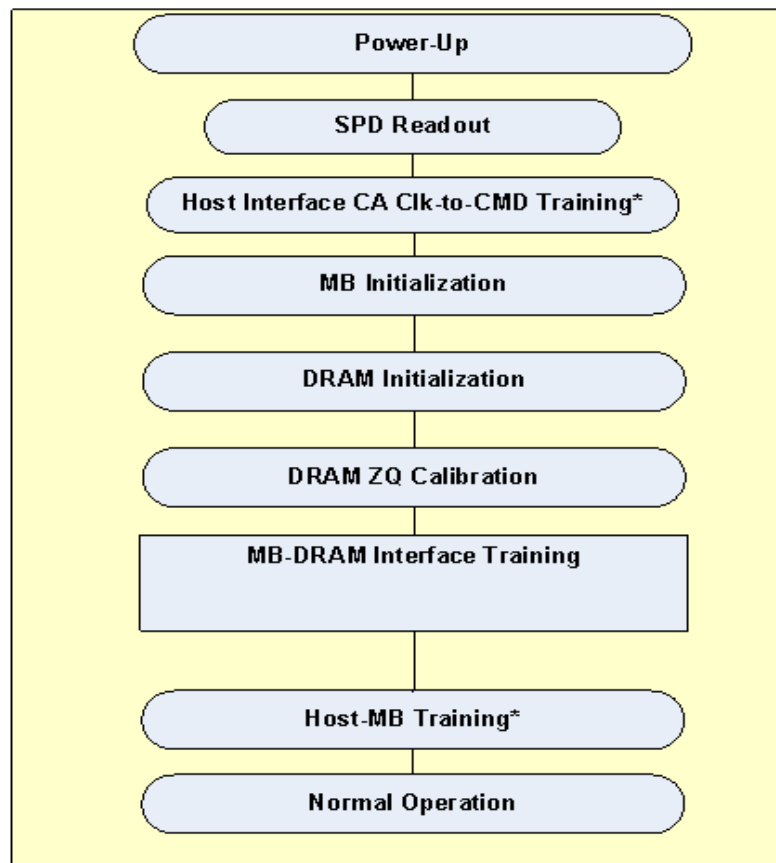 Power-Up
SPD Readout
Host Interface CA Clk-to-CMD Training*
MB Initialization
DRAM Initialization
DRAM ZQ Calibration
MB-DRAM Interface Training
Host-MB Training*
Normal Operation